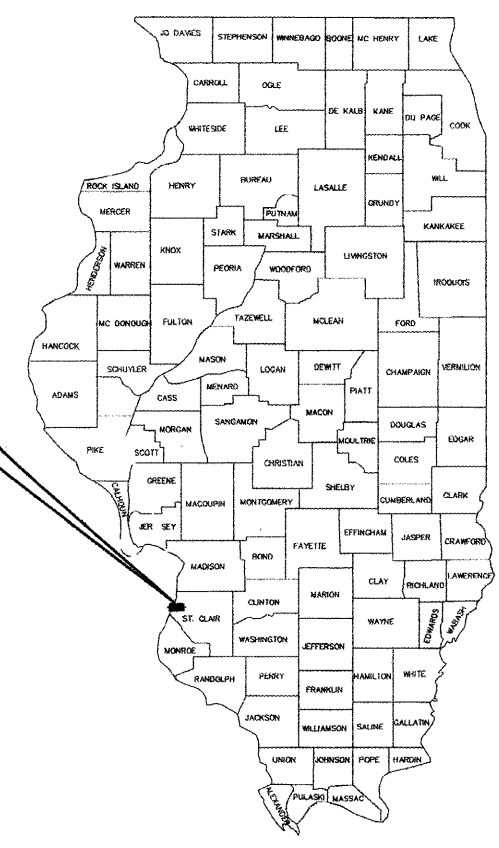 JO DAVIES
STEPHENSON
WINNEBAGO
BOONE
MC HENRY
LAKE
CARROLL
OGLE
DE KALB
KANE
DU PAGE
COOK
WHITESIDE
LEE
KENDALL
WILL
ROCK ISLAND
HENRY
BUREAU
LASALLE
GRUNDY
MERCER
PUTNAM
KANKAKEE
STARK
MARSHALL
HENDERSON
WARREN
KNOX
PEORIA
WOODFORD
LIVINGSTON
IROQUOIS
HANCOCK
MC DONOUGH
FULTON
TAZEWELL
MCLEAN
FORD
MASON
SCHUYLER
LOGAN
DEWITT
CHAMPAIGN
VERMILION
ADAMS
CASS
MENARD
PIATT
MACON
MORGAN
SANGAMON
DOUGLAS
PIKE
SCOTT
MOULTRIE
EDGAR
CHRISTIAN
COLES
GREENE
SHELBY
CALHOUN
MACOUPIN
MONTGOMERY
CUMBERLAND
CLARK
JER SEY
FAYETTE
EFFINGHAM
JASPER
CRAWFORD
MADISON
BOND
CLAY
RICHLAND
LAWERENCE
CLINTON
MARION
ST. CLAIR
WAYNE
EDWARDS
WABASH
WASHINGTON
JEFFERSON
MONROE
RANDOLPH
PERRY
HAMILTON
WHITE
FRANKLIN
JACKSON
WILLIAMSON
SALINE
GALLATIN
UNION
JOHNSON
POPE
HARDIN
ALEXANDER
PULASKI
MASSAC